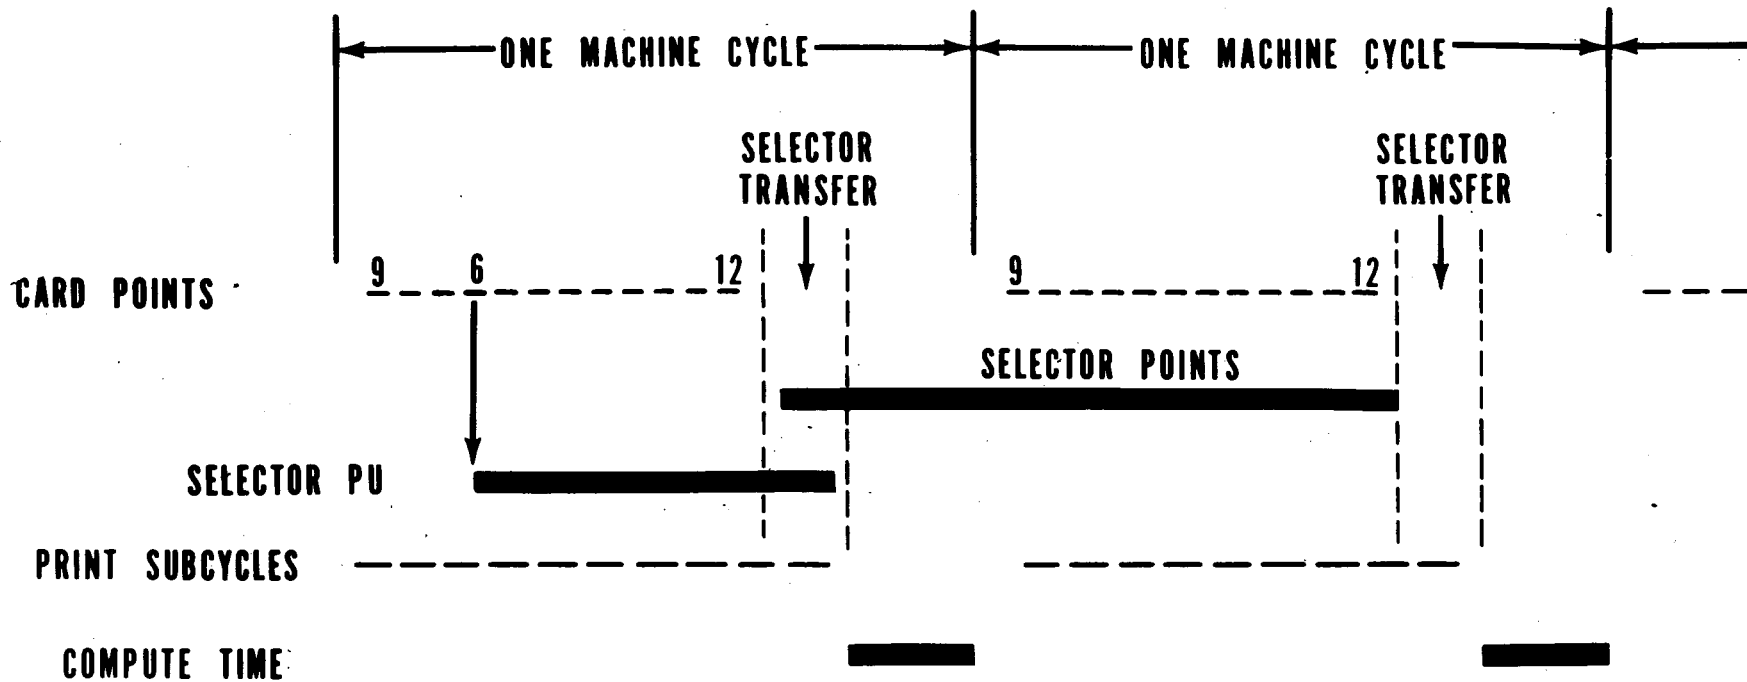 ONE MACHINE CYCLE
ONE MACHINE CYCLE
SELECTOR
TRANSFER
SELECTOR
TRANSFER
CARD POINTS
9
6
12
9
12
SELECTOR POINTS
SELECTOR PU
PRINT SUBCYCLES
COMPUTE TIME